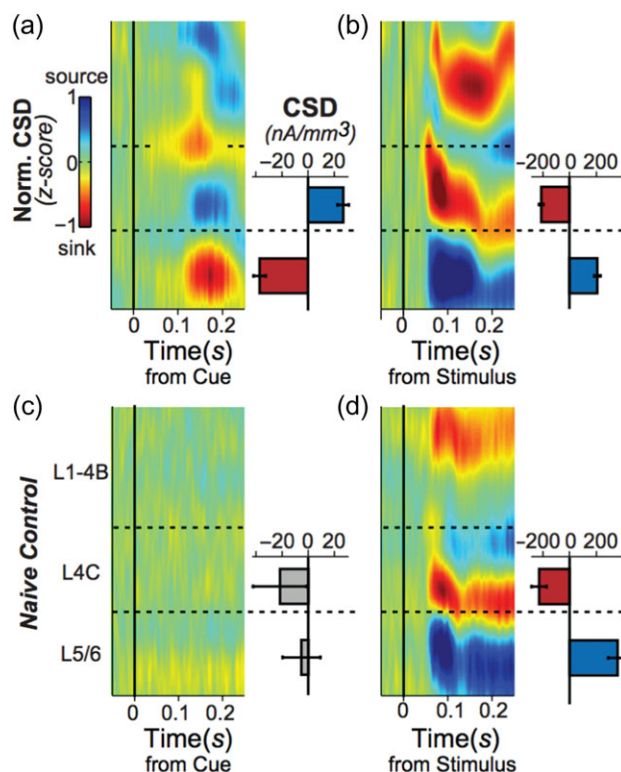 (a)
source
1
0
−1
sink
Norm. CSD
(z-score)
CSD
(nA/mm³)
−20 0 20
0 0.1 0.2
Time(s)
from Cue
(b)
−200 0 200
0 0.1 0.2
Time(s)
from Stimulus
(c)
Naive Control
L1-4B
L4C
L5/6
−20 0 20
0 0.1 0.2
Time(s)
from Cue
(d)
−200 0 200
0 0.1 0.2
Time(s)
from Stimulus